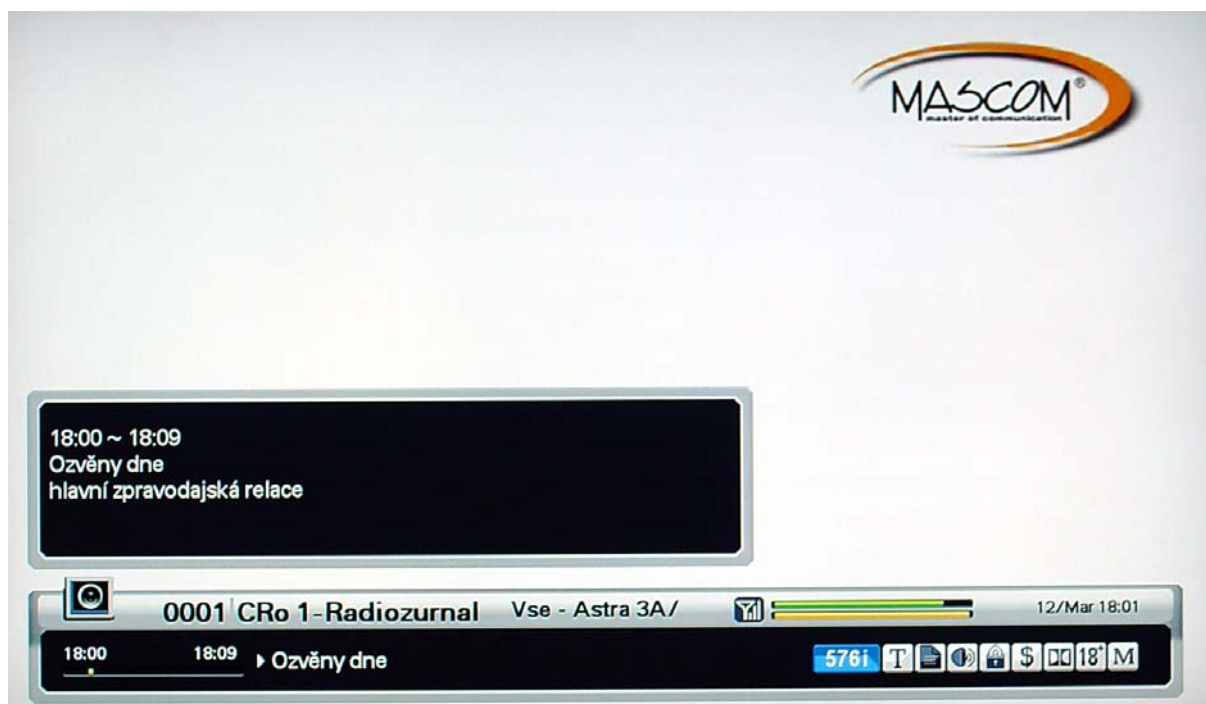 MASCOM®
master of communication
18:00 ~ 18:09
Ozvěny dne
hlavní zpravodajská relace
0001 CRo 1-Radiozurnal Vse - Astra 3A/ 12/Mar 18:01
18:00 18:09 Ozvěny dne 576i T $ 18+ M